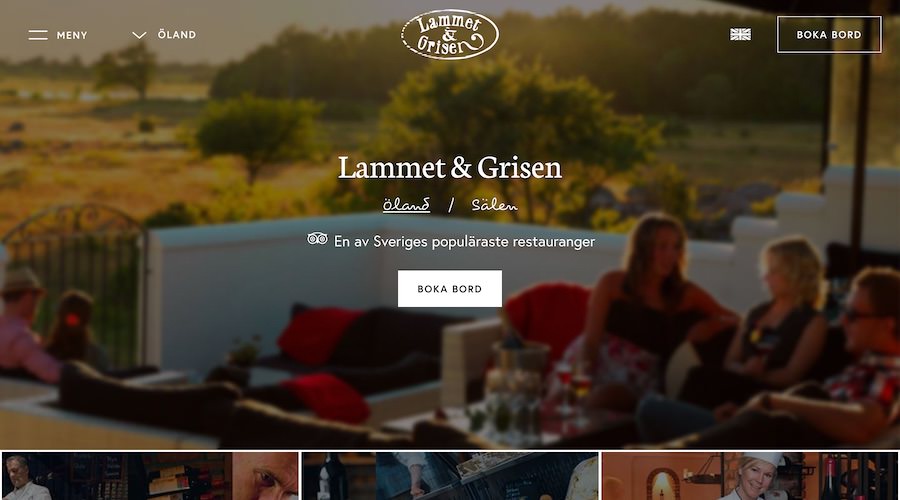 MENY
ÖLAND
Lammet
&
Grisen
BOKA BORD
Lammet & Grisen
öland / Sälen
En av Sveriges populäraste restauranger
BOKA BORD